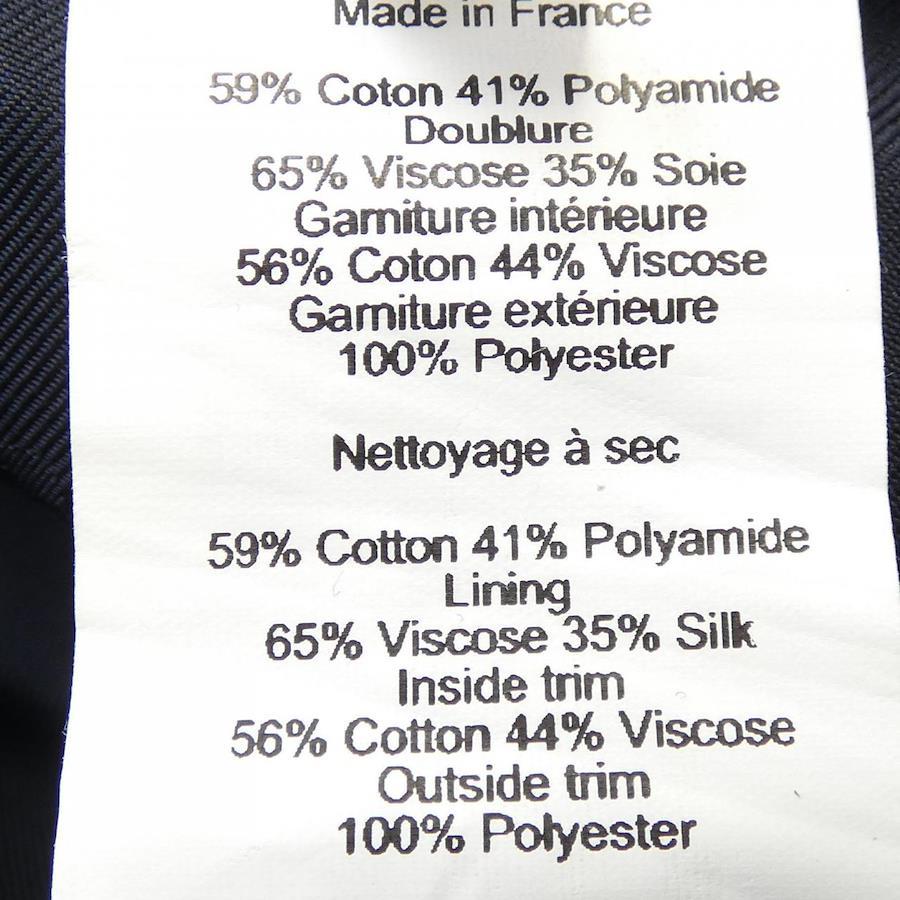 Made in France
59% Coton 41% Polyamide
Doublure
65% Viscose 35% Soie
Garniture intérieure
56% Coton 44% Viscose
Garniture extérieure
100% Polyester
Nettoyage à sec
59% Cotton 41% Polyamide
Lining
65% Viscose 35% Silk
Inside trim
56% Cotton 44% Viscose
Outside trim
100% Polyester